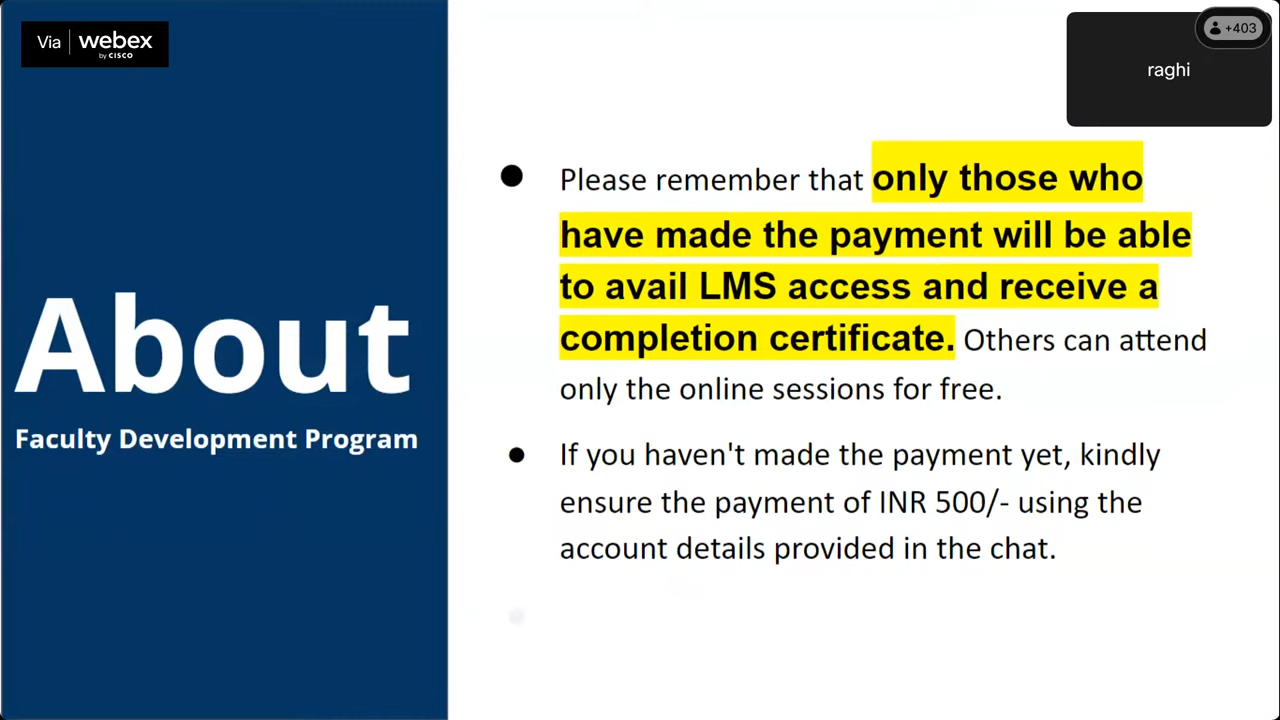 Via webex
by CISCO
+403
raghi
About
Faculty Development Program
● Please remember that only those who
have made the payment will be able
to avail LMS access and receive a
completion certificate. Others can attend
only the online sessions for free.
● If you haven't made the payment yet, kindly
ensure the payment of INR 500/- using the
account details provided in the chat.